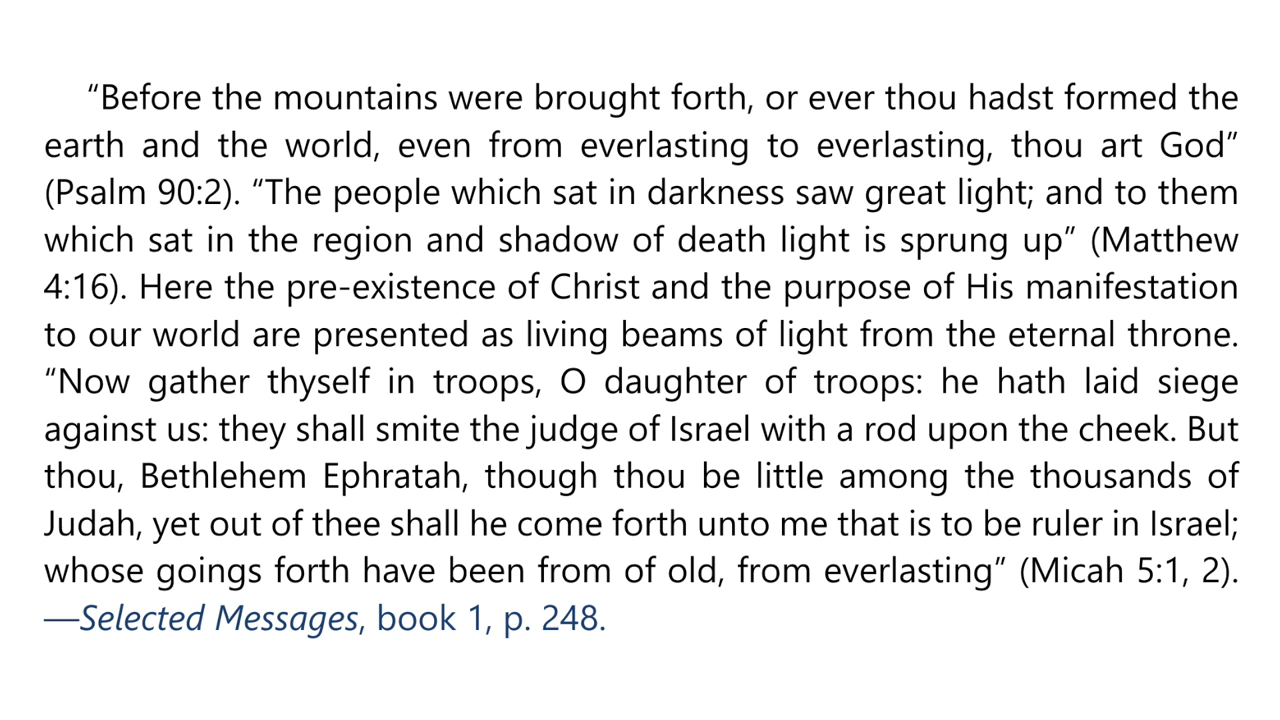 “Before the mountains were brought forth, or ever thou hadst formed the
earth and the world, even from everlasting to everlasting, thou art God”
(Psalm 90:2). “The people which sat in darkness saw great light; and to them
which sat in the region and shadow of death light is sprung up” (Matthew
4:16). Here the pre-existence of Christ and the purpose of His manifestation
to our world are presented as living beams of light from the eternal throne.
“Now gather thyself in troops, O daughter of troops: he hath laid siege
against us: they shall smite the judge of Israel with a rod upon the cheek. But
thou, Bethlehem Ephratah, though thou be little among the thousands of
Judah, yet out of thee shall he come forth unto me that is to be ruler in Israel;
whose goings forth have been from of old, from everlasting” (Micah 5:1, 2).
—Selected Messages, book 1, p. 248.